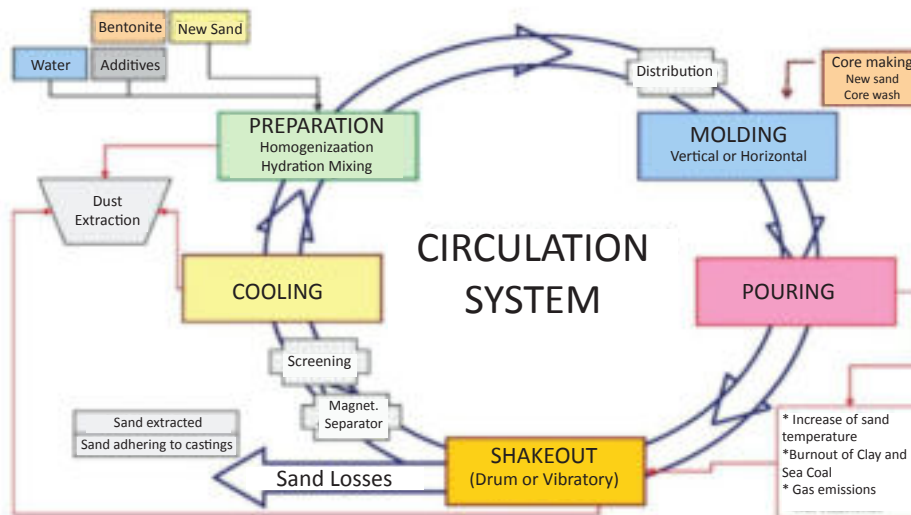 Bentonite
New Sand
Water
Additives
Distribution
Core making
New sand
Core wash
PREPARATION
Homogenizaation
Hydration Mixing
MOLDING
Vertical or Horizontal
Dust
Extraction
CIRCULATION
SYSTEM
COOLING
POURING
Screening
Magnet.
Separator
Sand extracted
Sand adhering to castings
Sand Losses
SHAKEOUT
(Drum or Vibratory)
* Increase of sand
temperature
*Burnout of Clay and
Sea Coal
* Gas emissions